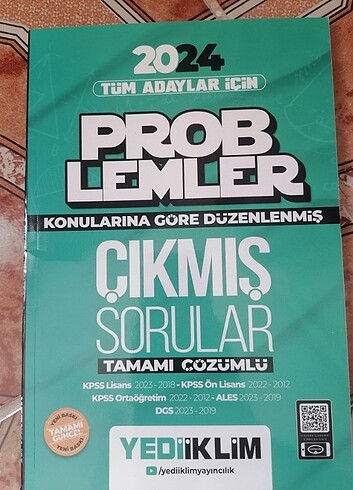 2024
TÜM ADAYLAR İÇİN
PROB
LEMLER
KONULARINA GÖRE DÜZENLENMİŞ
ÇIKMIŞ
SORULAR
TAMAMI ÇÖZÜMLÜ
KPSS Lisans 2023-2018 - KPSS Ön Lisans 2022-2012
KPSS Ortaöğretim 2022-2012 - ALES 2023-2019
DGS 2023-2019
YENİ BASKI
TAMAMI
GÜNCEL
YENİ BASKI
YEDİİKLİM
/yediiklimyayıncılık